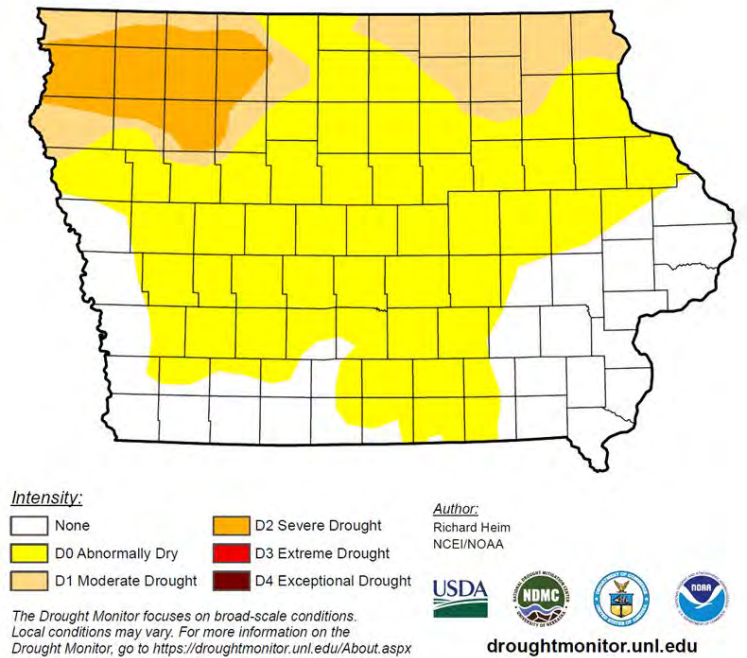 Intensity:
None
D0 Abnormally Dry
D1 Moderate Drought
D2 Severe Drought
D3 Extreme Drought
D4 Exceptional Drought
Author:
Richard Heim
NCEI/NOAA
The Drought Monitor focuses on broad-scale conditions.
Local conditions may vary. For more information on the
Drought Monitor, go to https://droughtmonitor.unl.edu/About.aspx
USDA
NDMC
NOAA
droughtmonitor.unl.edu